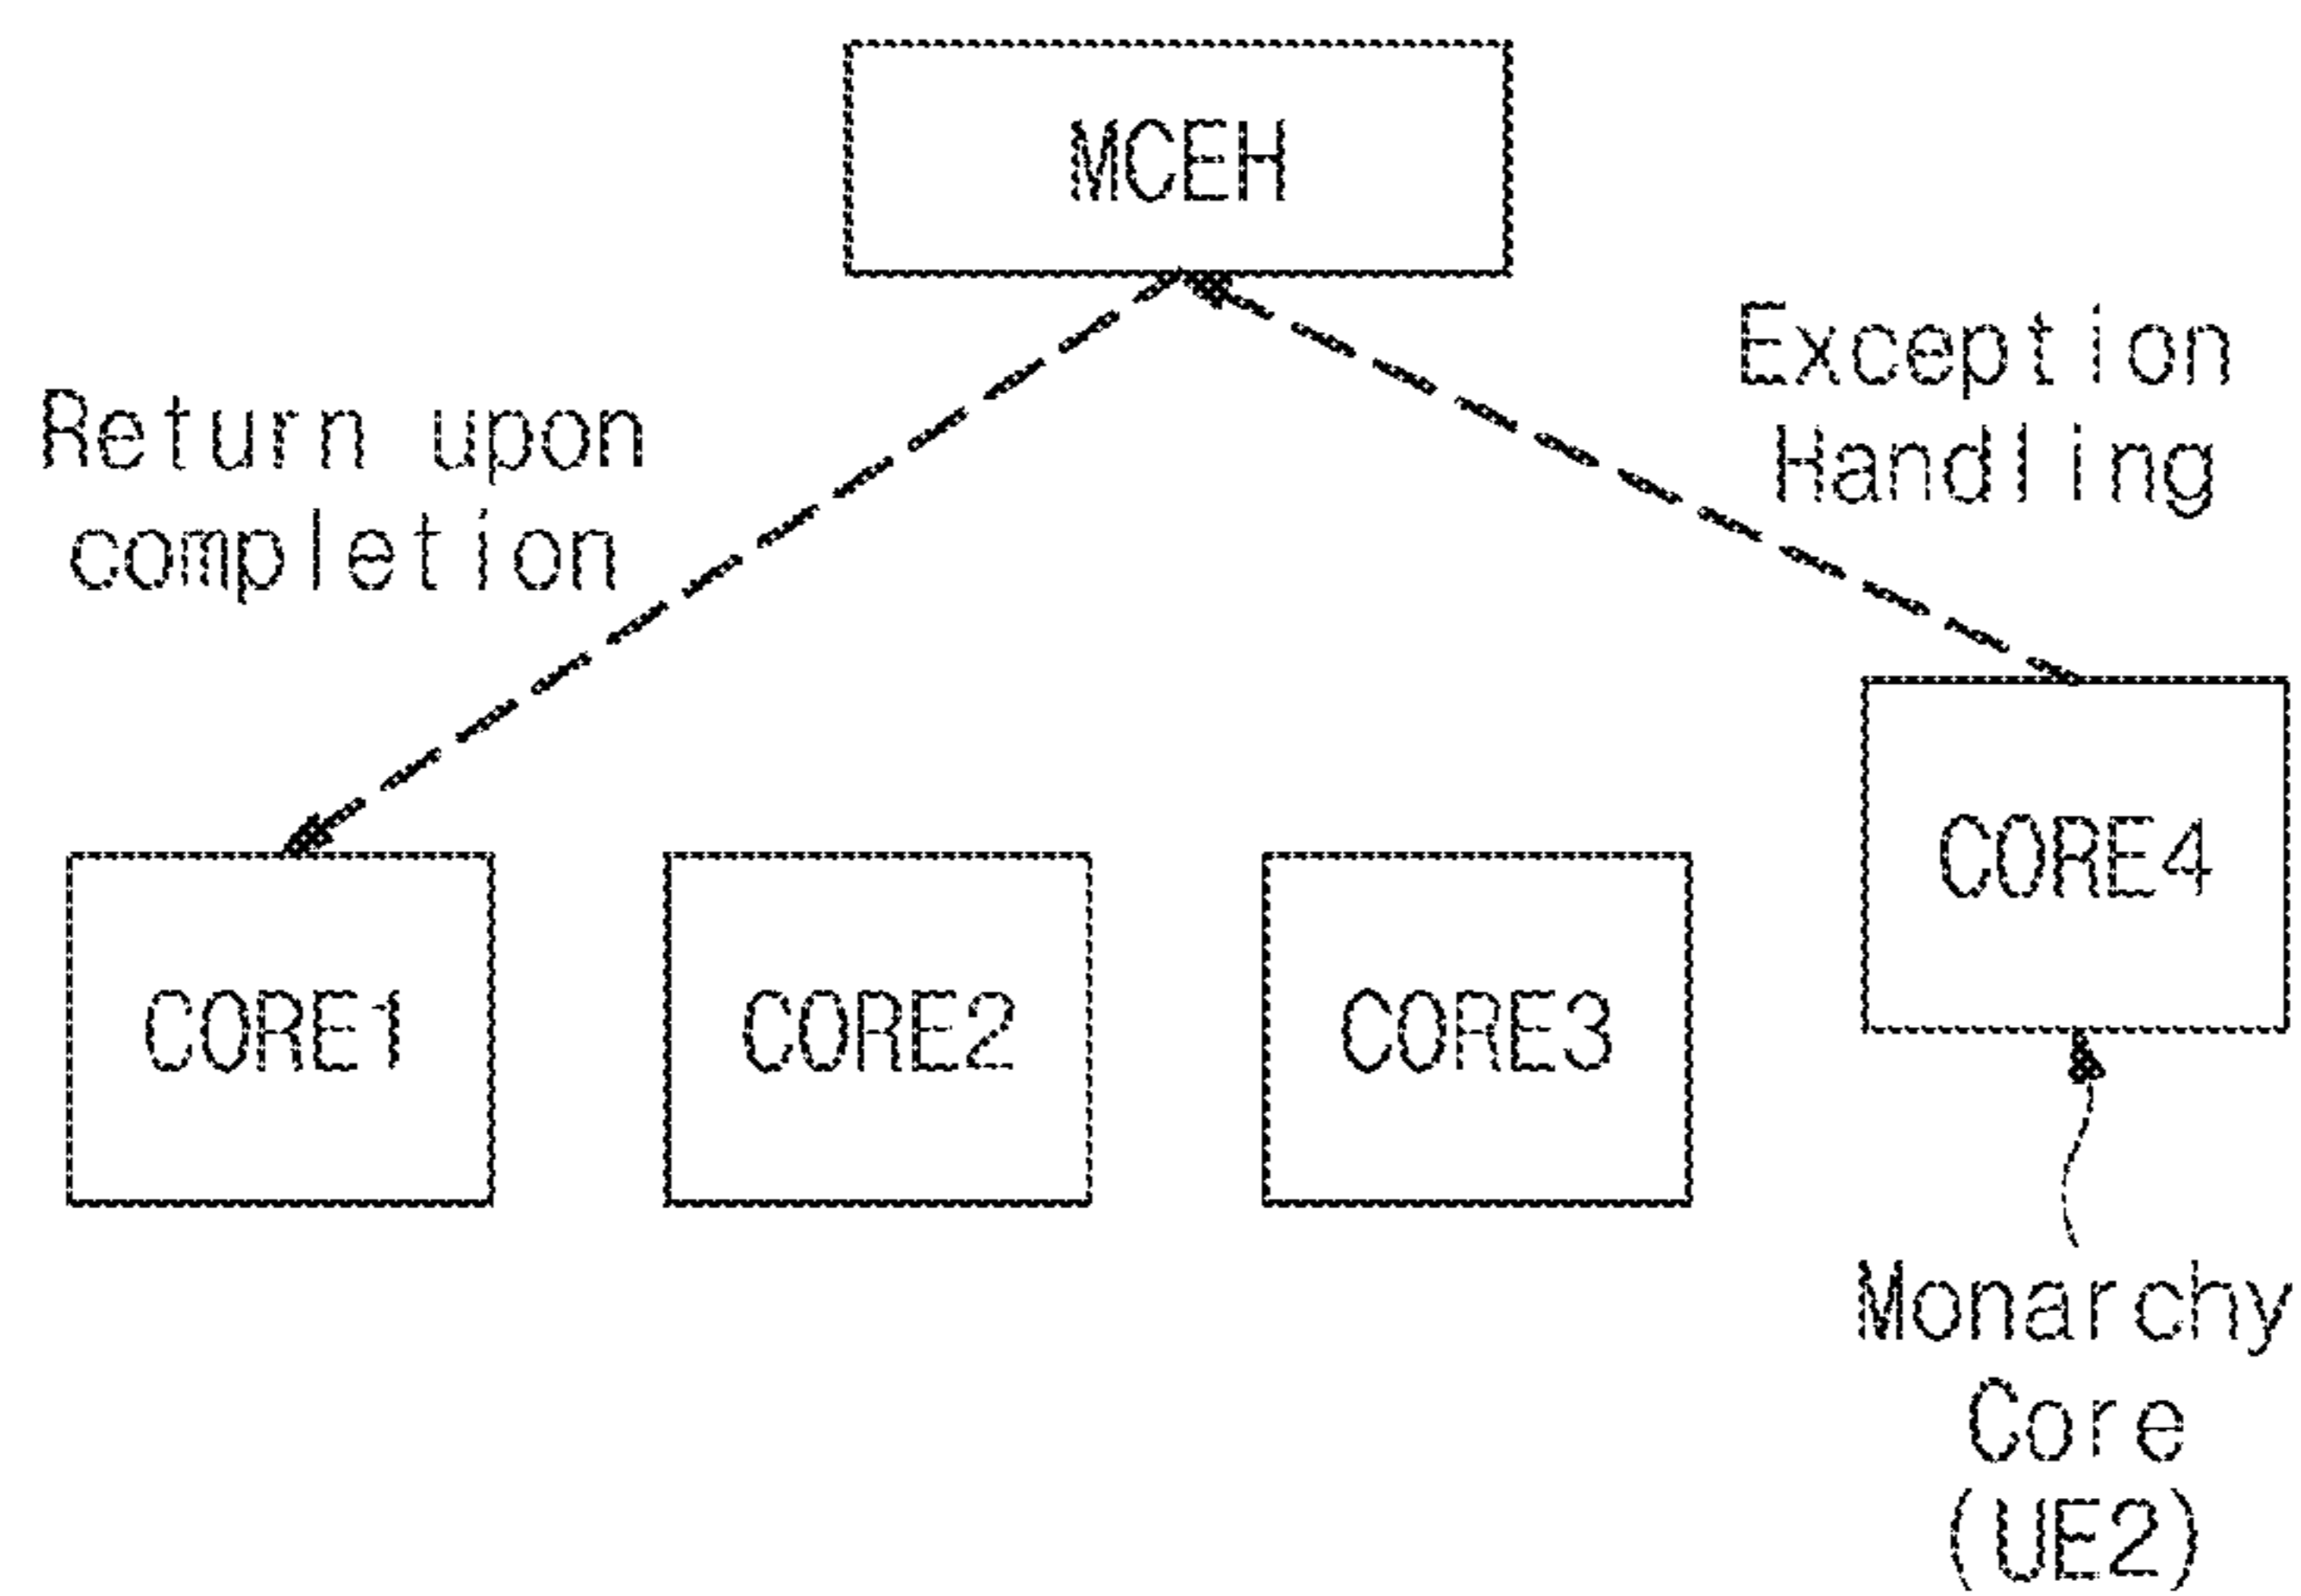 MCEH
Exception
Handling
Return upon
completion
CORE4
CORE1
CORE2
CORE3
Monarchy
Core
(UE2)